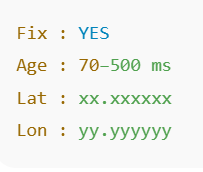 Fix : YES
Age : 70–500 ms
Lat : xx.xxxxxx
Lon : yy.yyyyyy